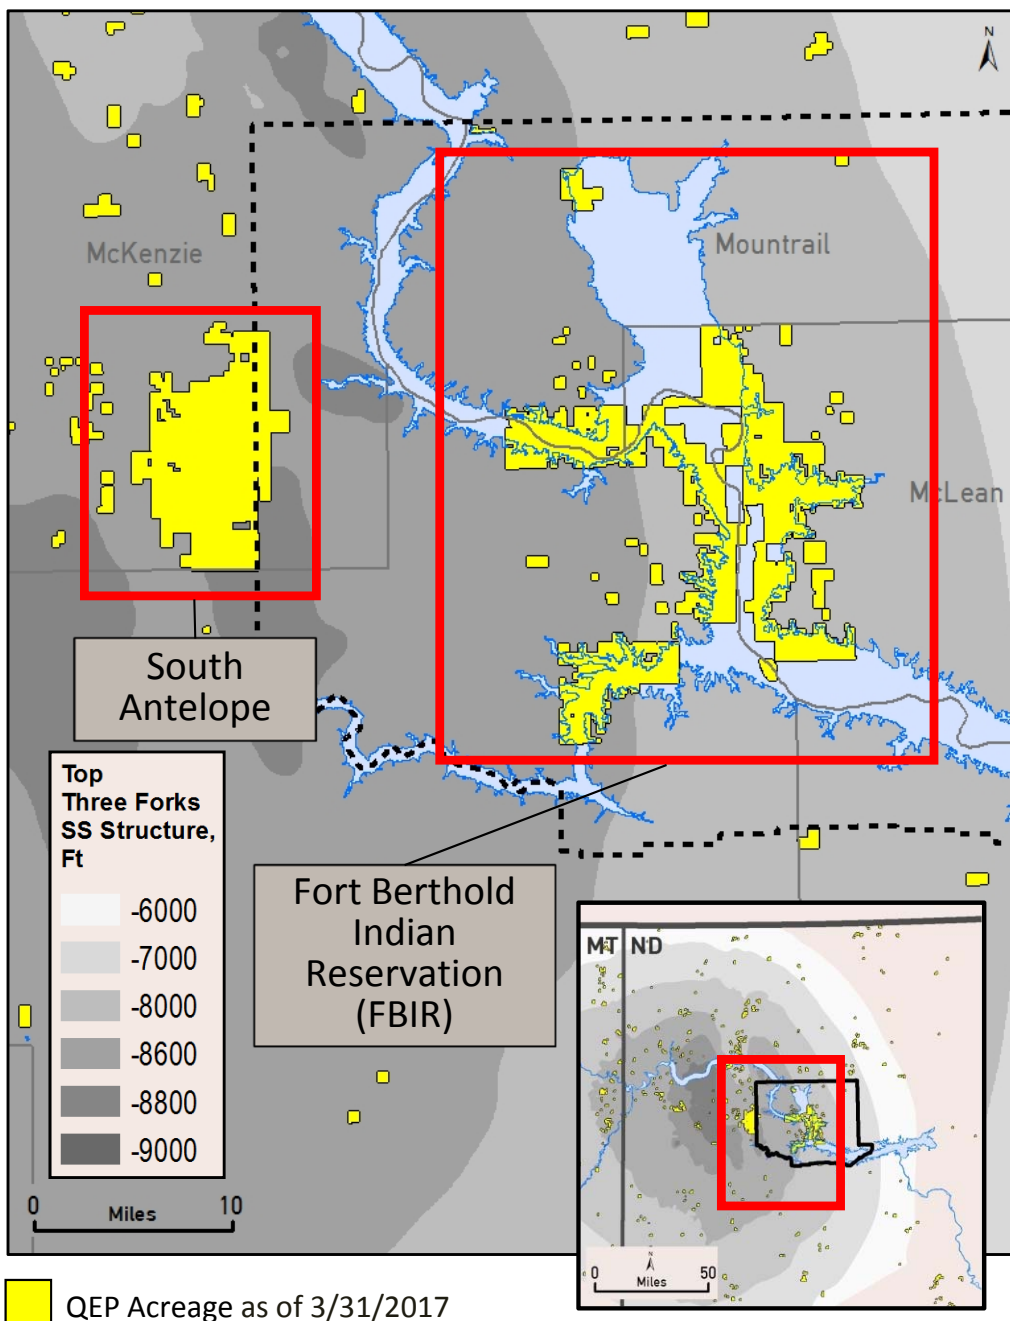 N
McKenzie
Mountrail
McLean
South
Antelope
Top
Three Forks
SS Structure,
Ft
-6000
-7000
-8000
-8600
-8800
-9000
0 10
Miles
Fort Berthold
Indian
Reservation
(FBIR)
MT ND
N
0 50
Miles
QEP Acreage as of 3/31/2017